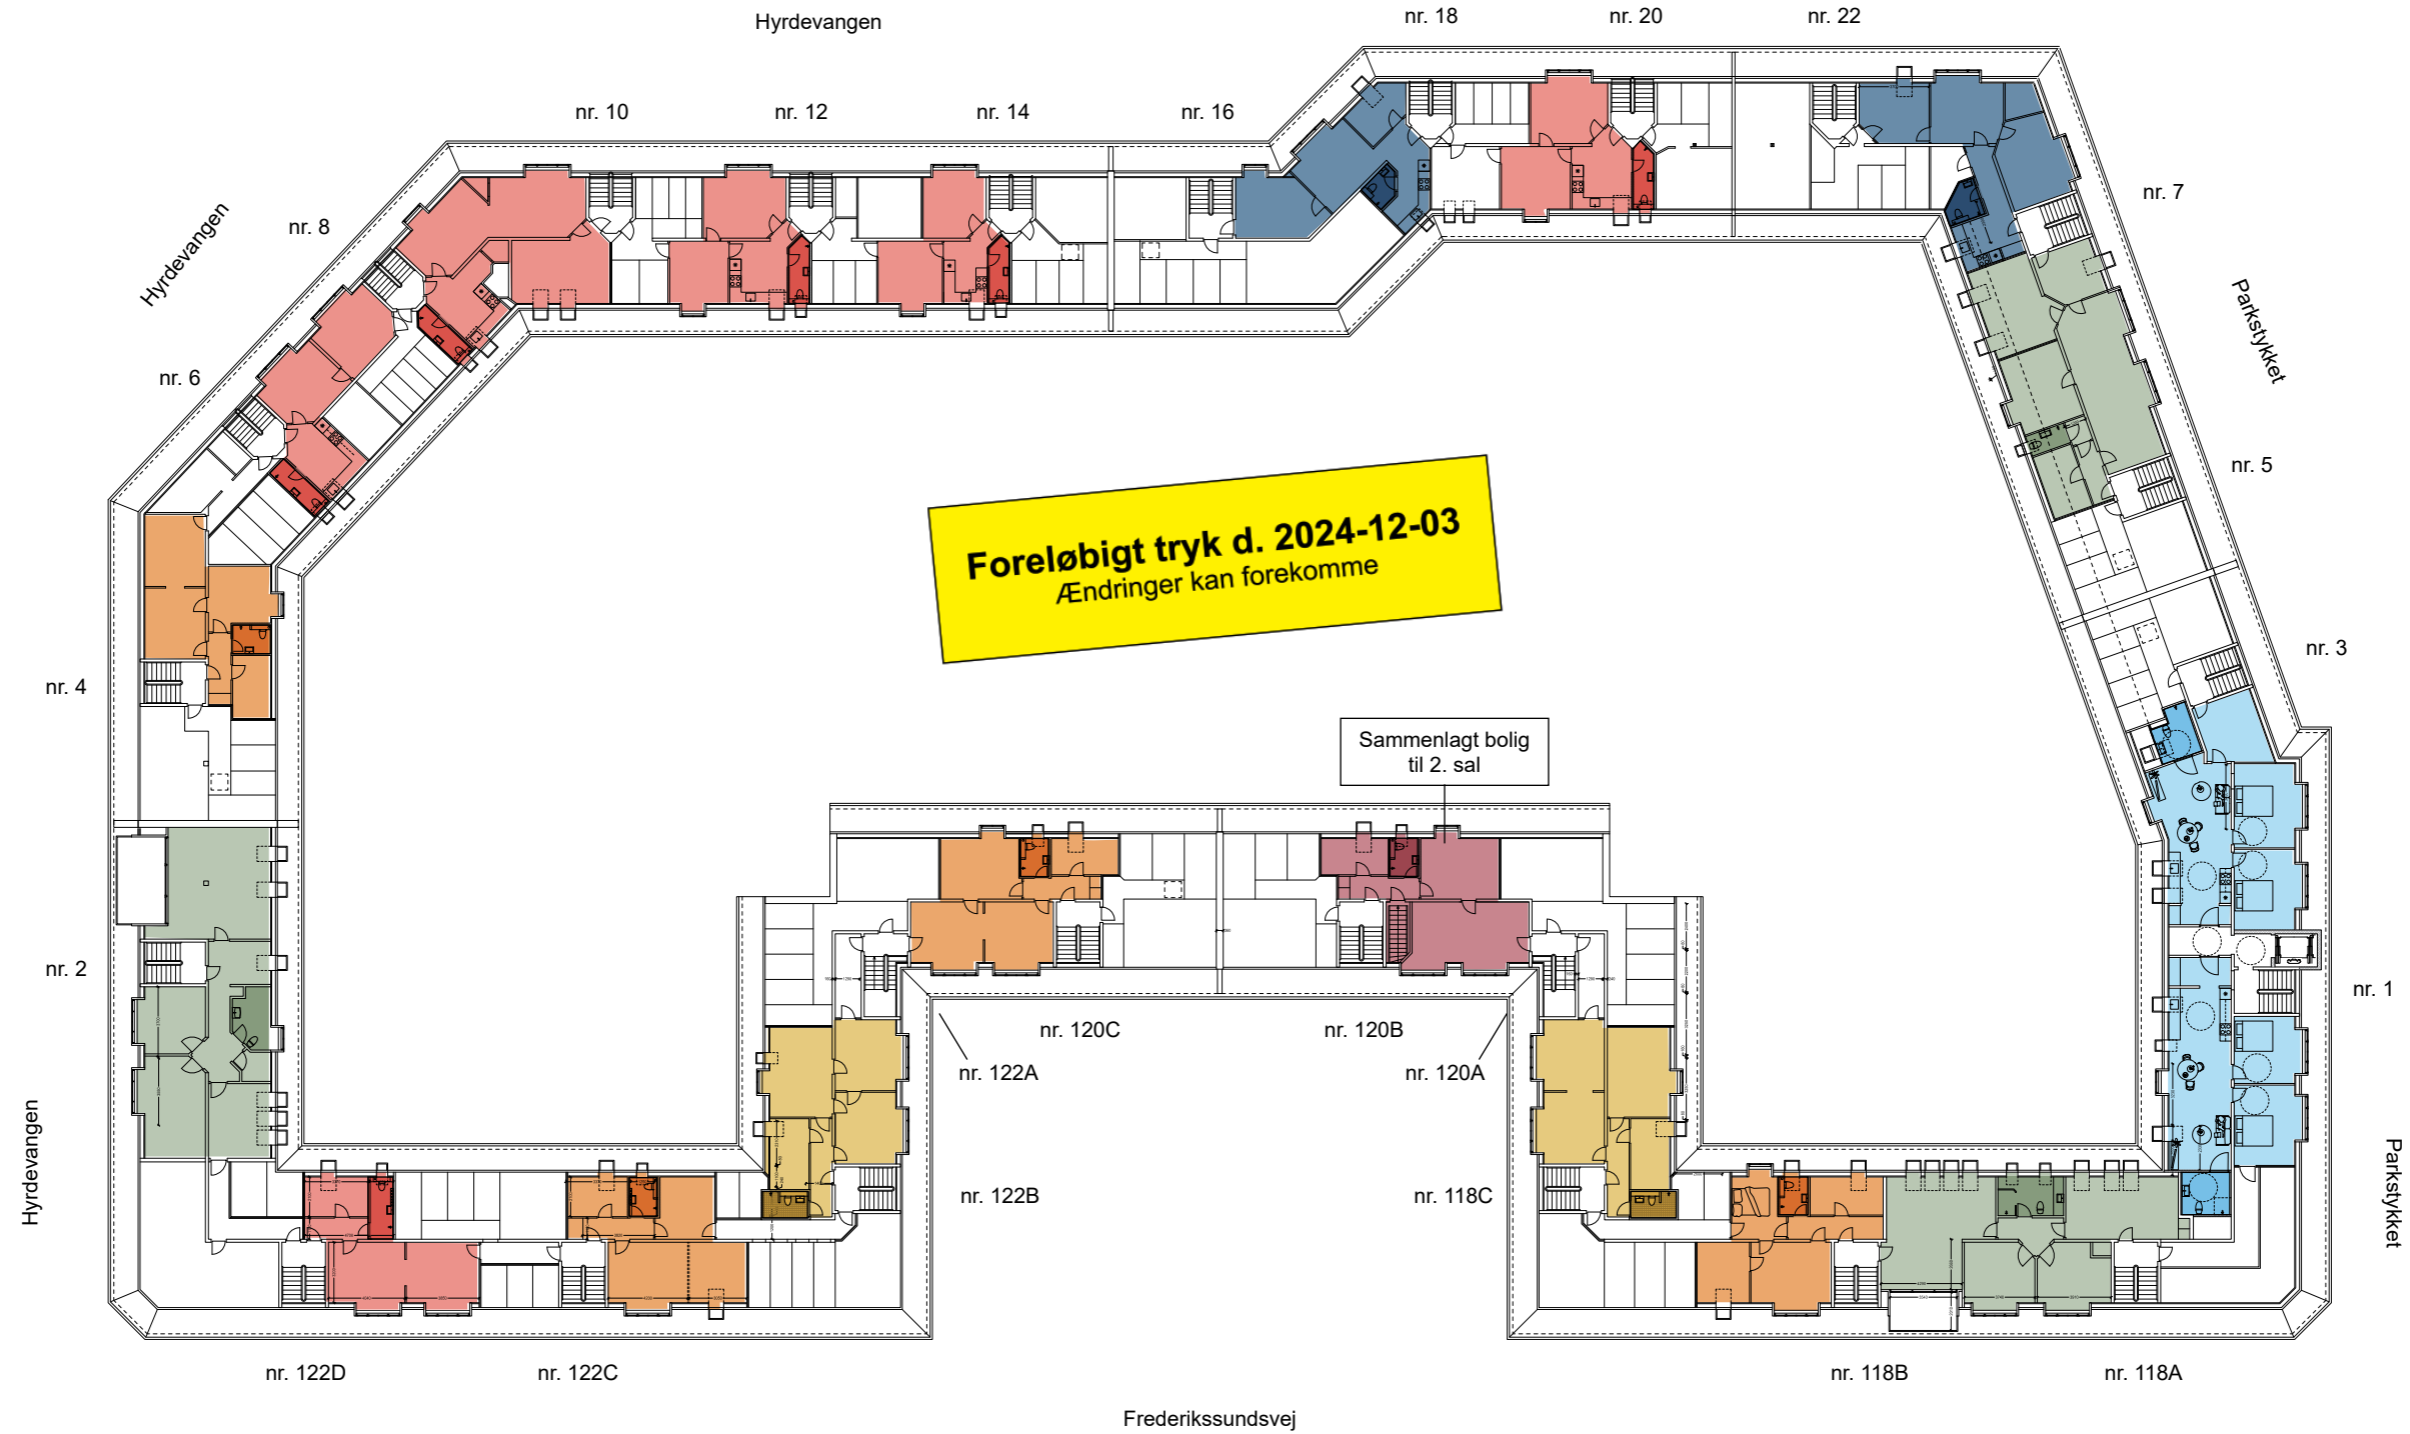 Hyrdevangen
nr. 18
nr. 20
nr. 22
nr. 10
nr. 12
nr. 14
nr. 16
nr. 8
Hyrdevangen
nr. 7
Parkstykket
nr. 6
nr. 5
Foreløbigt tryk d. 2024-12-03
Ændringer kan forekomme
nr. 3
nr. 4
Sammenlagt bolig
til 2. sal
nr. 2
nr. 1
nr. 120C
nr. 120B
nr. 122A
nr. 120A
Hyrdevangen
Parkstykket
nr. 122B
nr. 118C
nr. 122D
nr. 122C
nr. 118B
nr. 118A
Frederikssundsvej